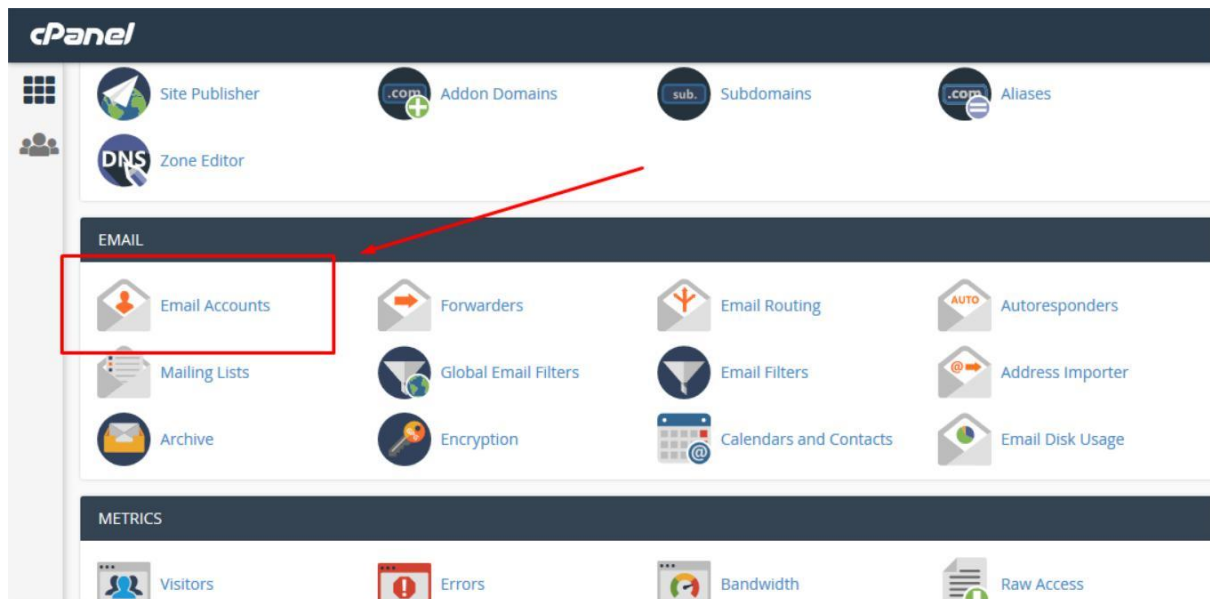 cPanel
Site Publisher
.com Addon Domains
sub. Subdomains
.com Aliases
DNS Zone Editor
EMAIL
Email Accounts
Forwarders
Email Routing
AUTO Autoresponders
Mailing Lists
Global Email Filters
Email Filters
@ Address Importer
Archive
Encryption
@ Calendars and Contacts
Email Disk Usage
METRICS
Visitors
Errors
Bandwidth
Raw Access